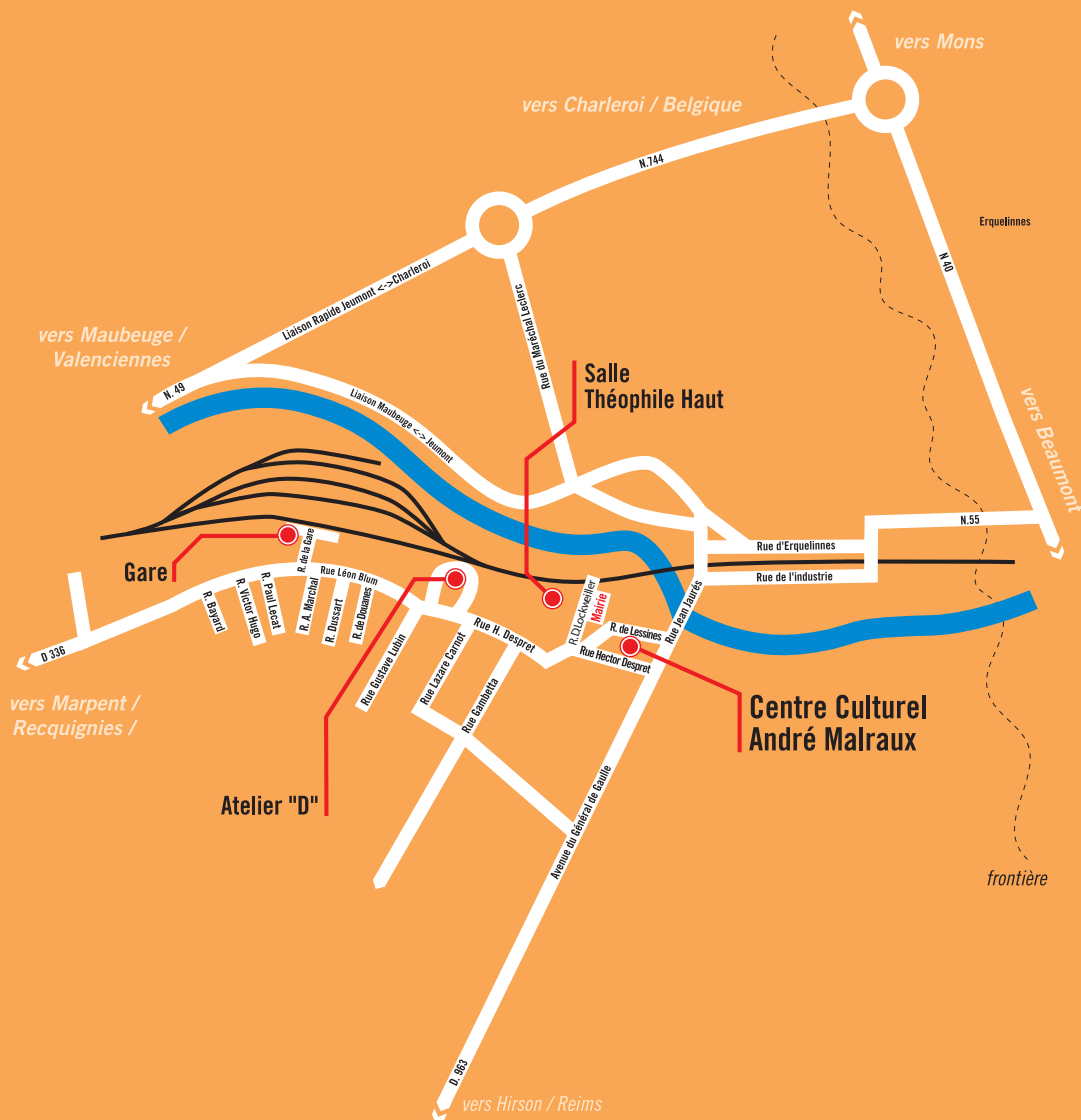 vers Mons
vers Charleroi / Belgique
N.744
Erquelinnes
N 40
Liaison Rapide Jeumont <->Charleroi
Rue du Maréchal Leclerc
vers Maubeuge /
Valenciennes
N. 49
Liaison Maubeuge <-> Jeumont
Salle
Théophile Haut
vers Beaumont
N.55
Rue d'Erquelinnes
Rue de l'industrie
Gare
R. de la Gare
Rue Léon Blum
R. Bayard
R. Victor Hugo
R. Paul Lecat
R. A. Marchal
R. Dussart
R. de Douanes
R.D.Lockveiller
Mairie
R. de Lessines
Rue Jean Jaurés
Rue H. Despret
Rue Hector Despret
Rue Gustave Lubin
Rue Lazare Carnot
Rue Gambetta
D 336
vers Marpent /
Recquignies /
Centre Culturel
André Malraux
Atelier "D"
Avenue du Général de Gaulle
frontière
D. 963
vers Hirson / Reims